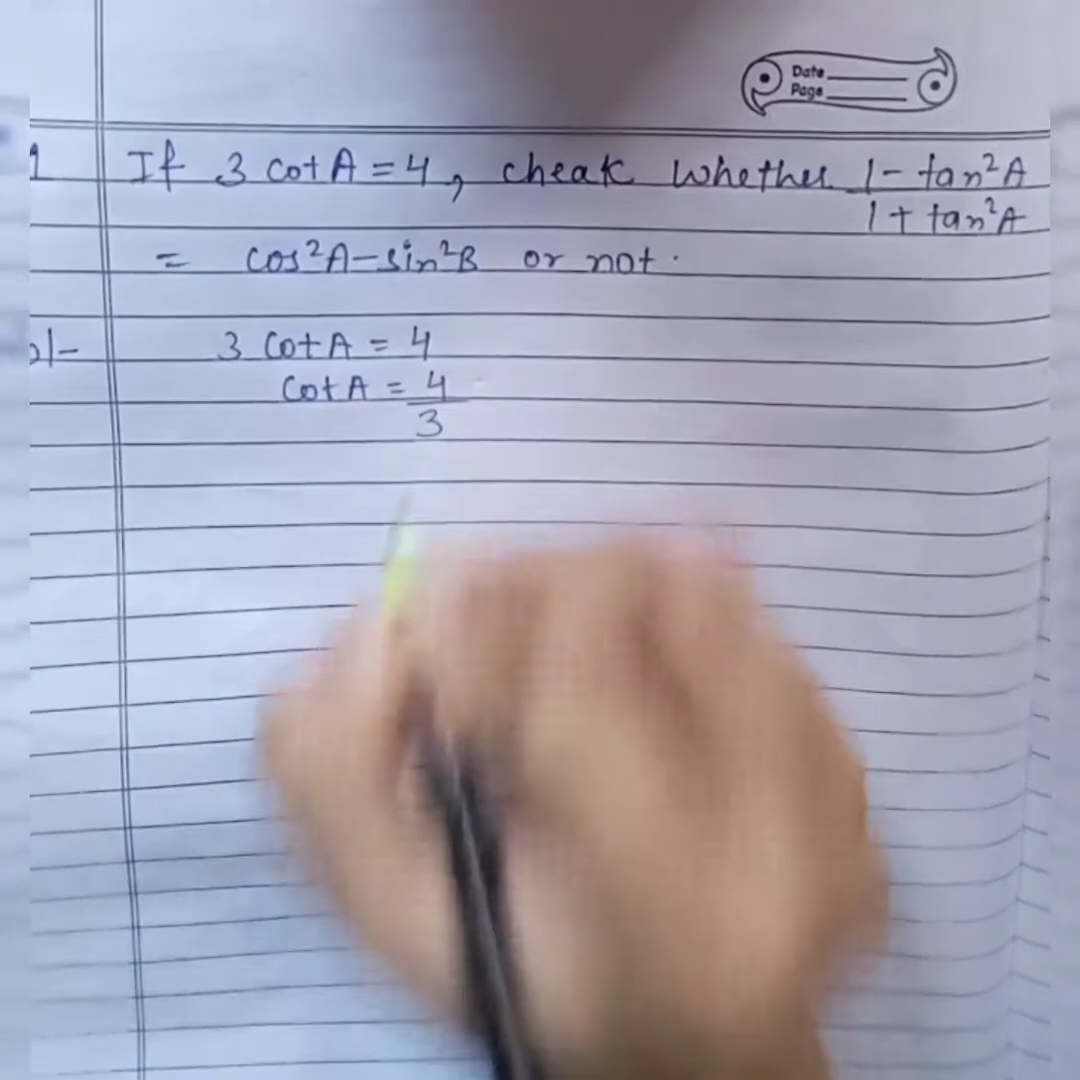 Date
Page
1 If 3 cot A = 4, cheak whether 1 - tan²A
1 + tan²A
= cos²A - sin²B or not.
ol- 3 cot A = 4
cot A = 4
3